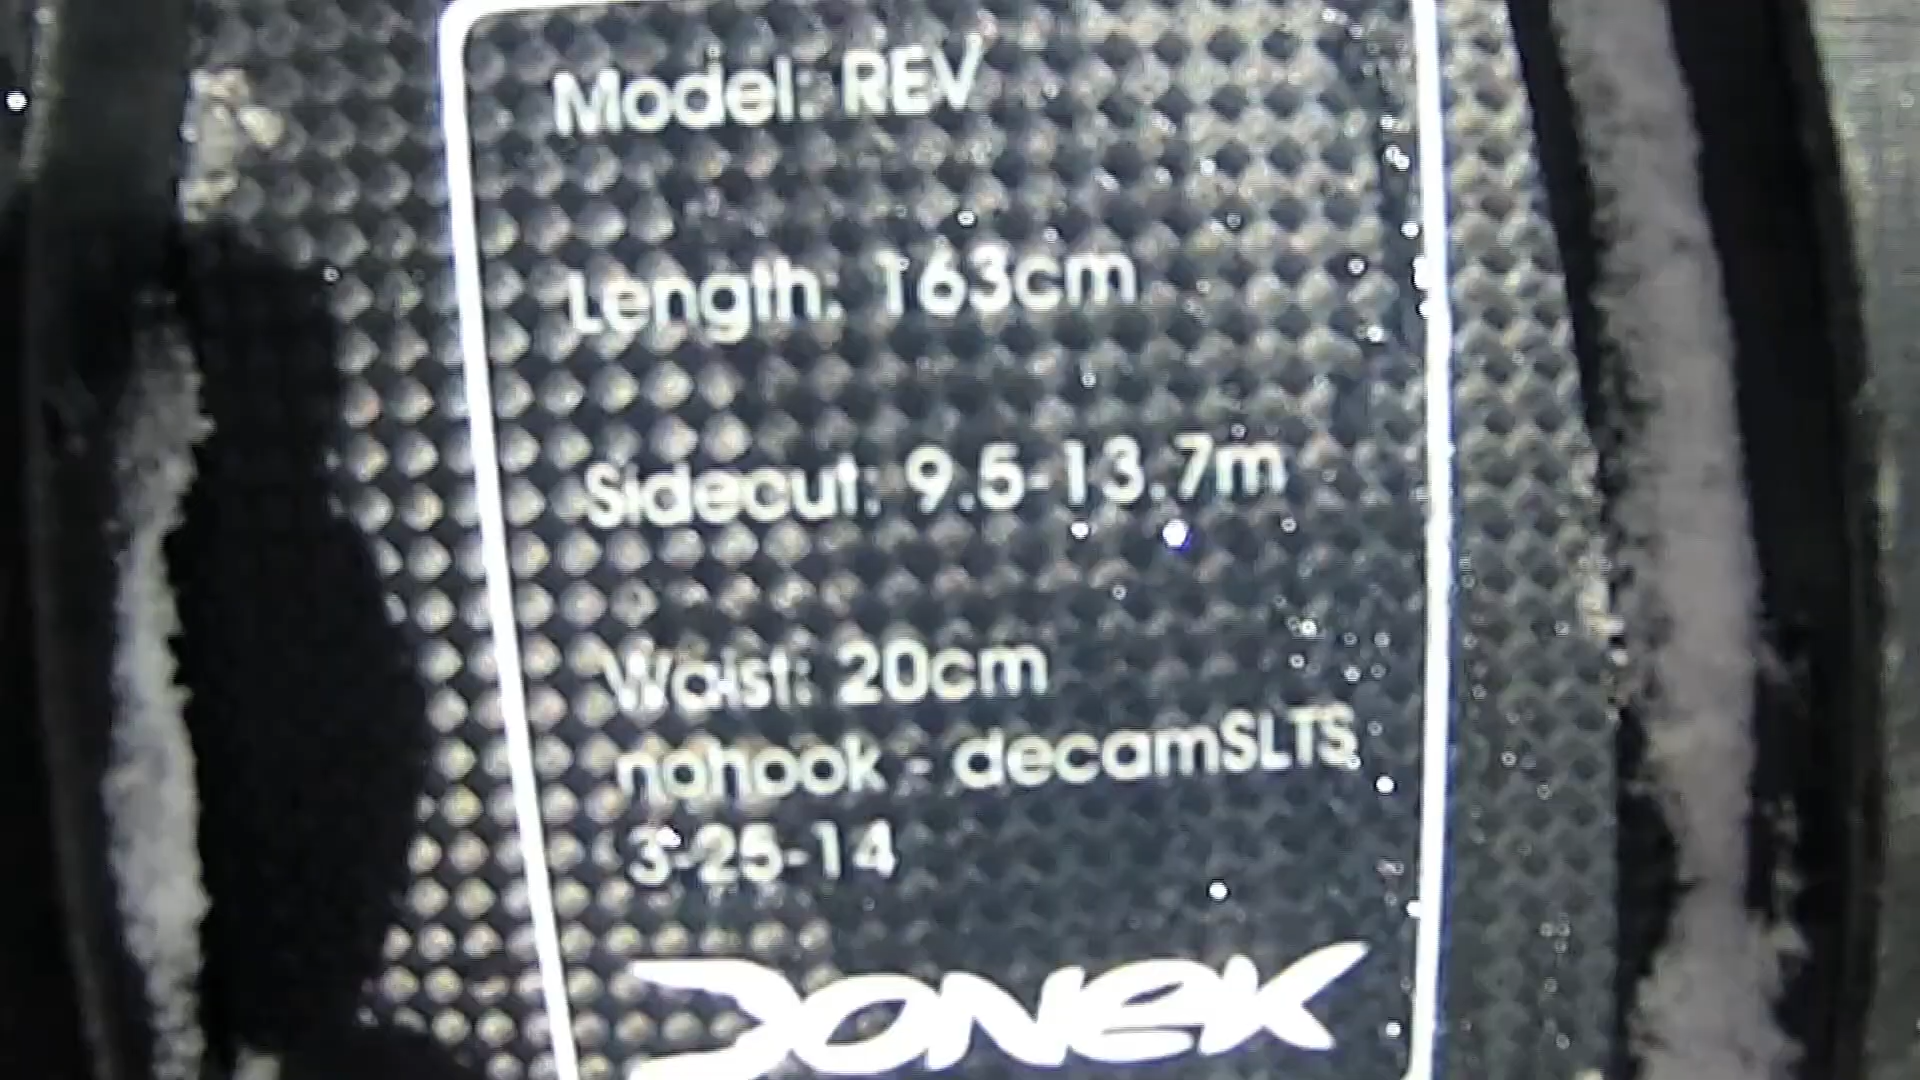 Model: REV
Length: 163cm
Sidecut: 9.5-13.7m
Waist: 20cm
nohook - decamSLTS
3-25-14
DONEK